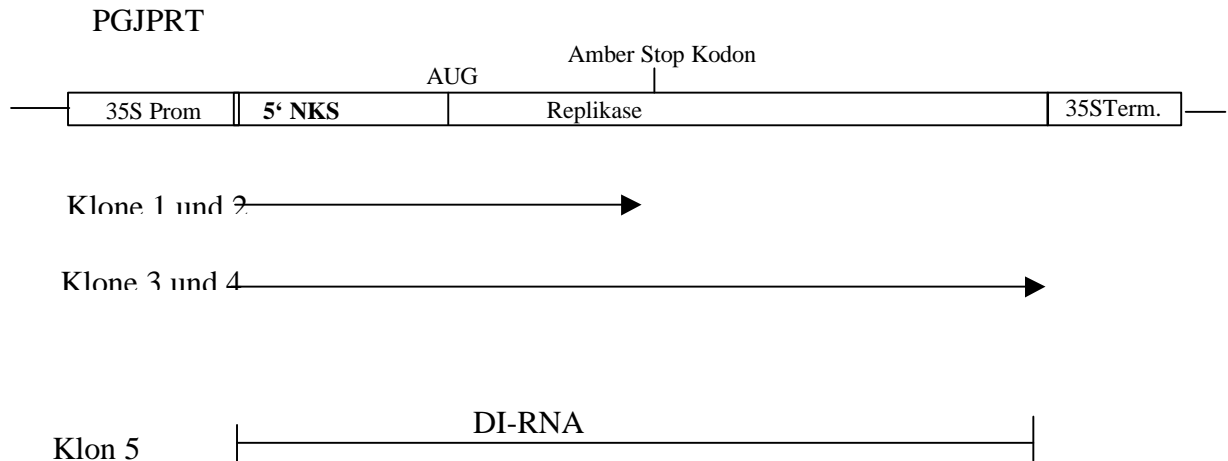 PGJPRT
Amber Stop Kodon
AUG
35S Prom 5‘ NKS Replikase 35STerm.
Klone 1 und 2
Klone 3 und 4
DI-RNA
Klon 5